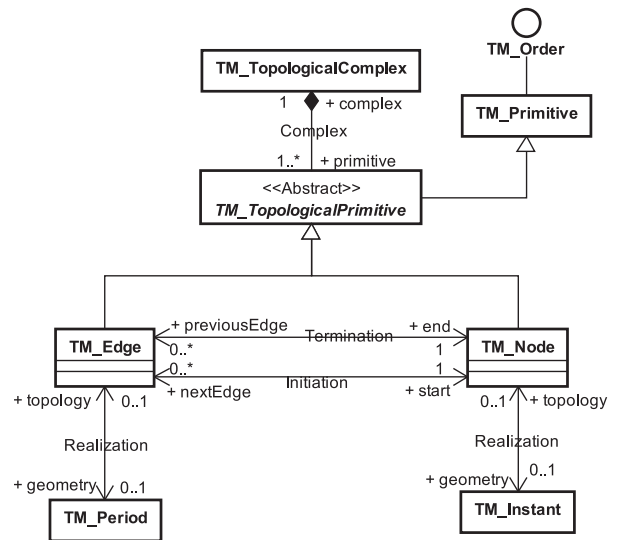 TM_Order
TM_TopologicalComplex
TM_Primitive
1 + complex
Complex
1..* + primitive
<<Abstract>>
TM_TopologicalPrimitive
+ previousEdge + end
TM_Edge Termination TM_Node
0..* 1
0..* 1
Initiation
+ nextEdge + start
+ topology 0..1 0..1 + topology
Realization Realization
+ geometry 0..1 + geometry 0..1
TM_Period TM_Instant